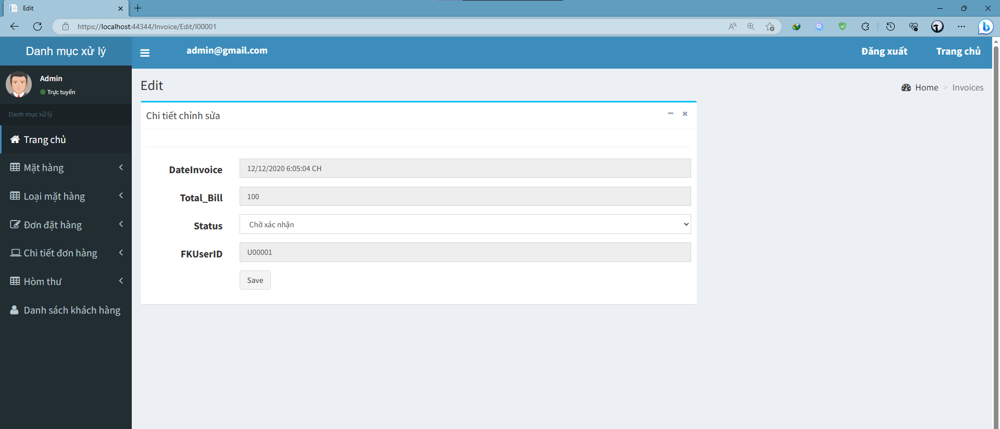 Edit
https://localhost:44344/Invoice/Edit/I00001
Danh mục xử lý
admin@gmail.com
Đăng xuất
Trang chủ
Admin
Trực tuyến
Danh mục xử lý
Trang chủ
Mặt hàng
Loại mặt hàng
Đơn đặt hàng
Chi tiết đơn hàng
Hòm thư
Danh sách khách hàng
Edit
Home > Invoices
Chi tiết chỉnh sửa
DateInvoice 12/12/2020 6:05:04 CH
Total_Bill 100
Status Chờ xác nhận
FKUserID U00001
Save